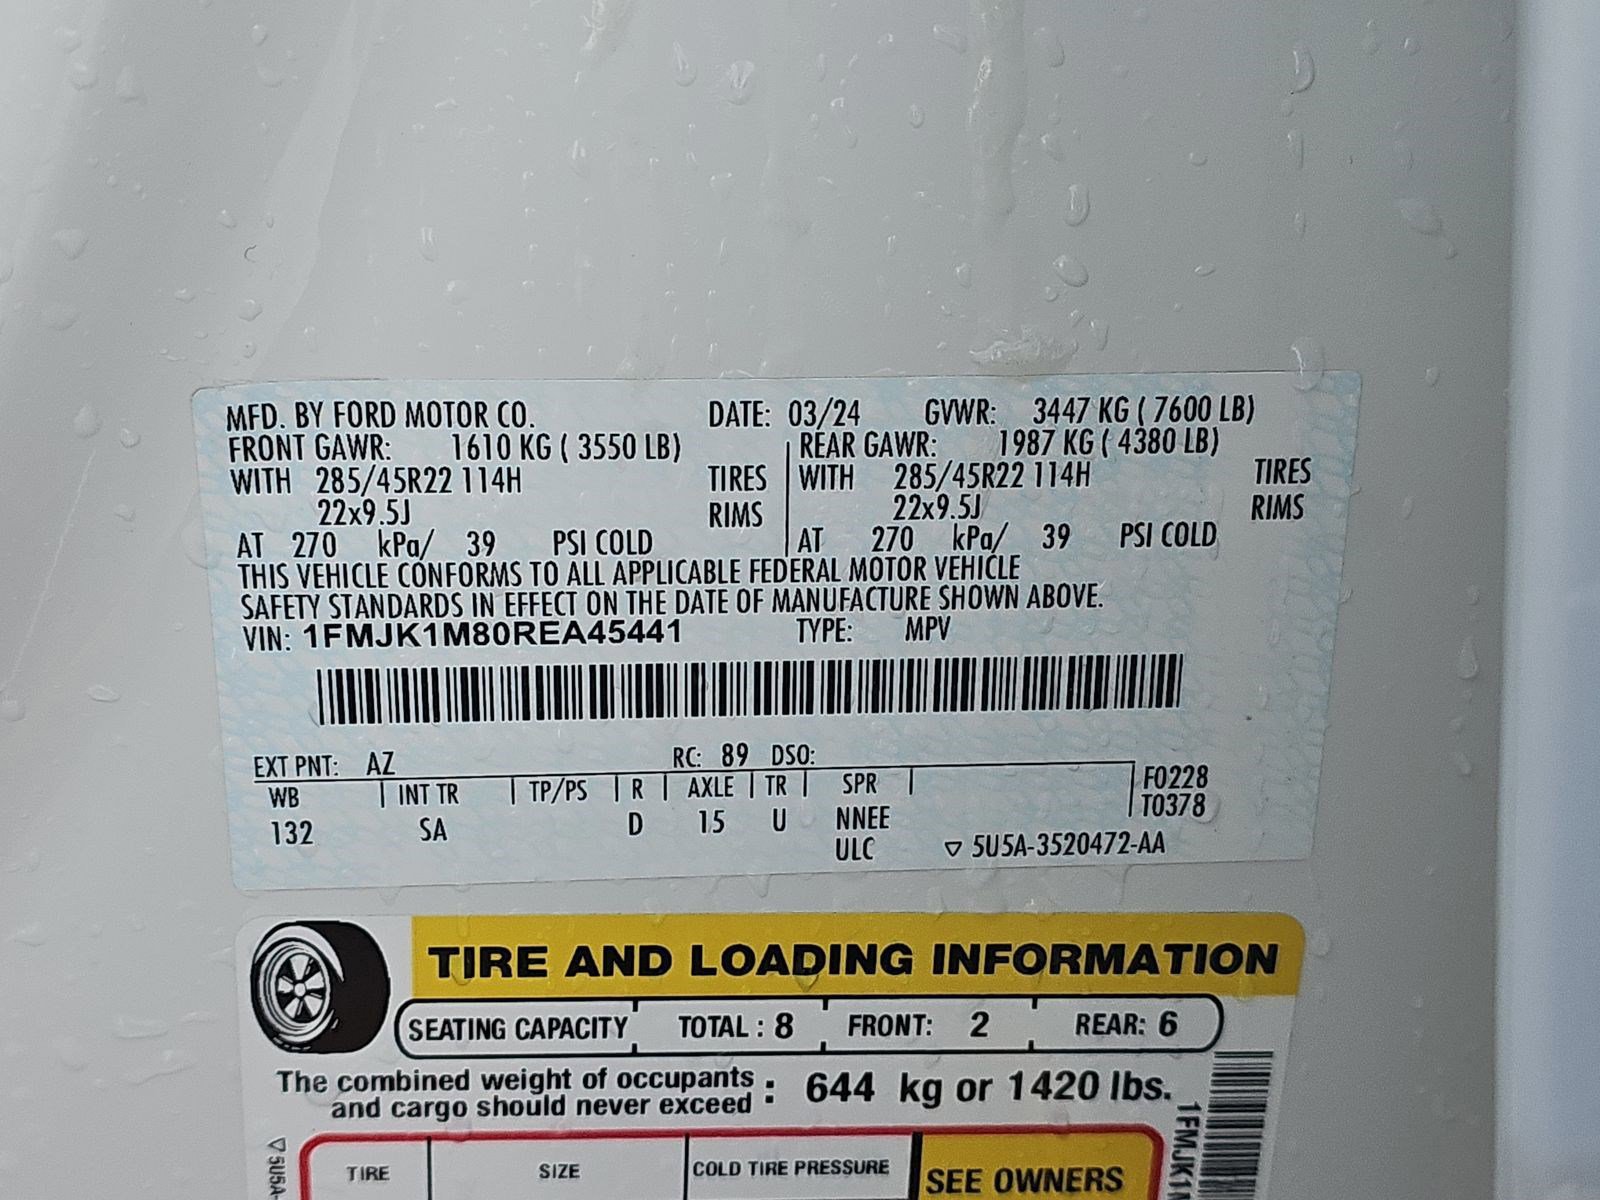 MFD. BY FORD MOTOR CO. DATE: 03/24 GVWR: 3447 KG ( 7600 LB)
FRONT GAWR: 1610 KG ( 3550 LB) REAR GAWR: 1987 KG ( 4380 LB)
WITH 285/45R22 114H TIRES WITH 285/45R22 114H TIRES
22x9.5J RIMS 22x9.5J RIMS
AT 270 kPa/ 39 PSI COLD AT 270 kPa/ 39 PSI COLD
THIS VEHICLE CONFORMS TO ALL APPLICABLE FEDERAL MOTOR VEHICLE
SAFETY STANDARDS IN EFFECT ON THE DATE OF MANUFACTURE SHOWN ABOVE.
VIN: 1FMJK1M80REA45441 TYPE: MPV
EXT PNT: AZ RC: 89 DSO:
WB INT TR TP/PS R AXLE TR SPR F0228
T0378
132 SA D 15 U NNEE
ULC ▽ 5U5A-3520472-AA
TIRE AND LOADING INFORMATION
SEATING CAPACITY TOTAL : 8 FRONT: 2 REAR: 6
The combined weight of occupants
and cargo should never exceed : 644 kg or 1420 lbs.
TIRE SIZE COLD TIRE PRESSURE SEE OWNERS
▽ 5U5A-
1FMJK1